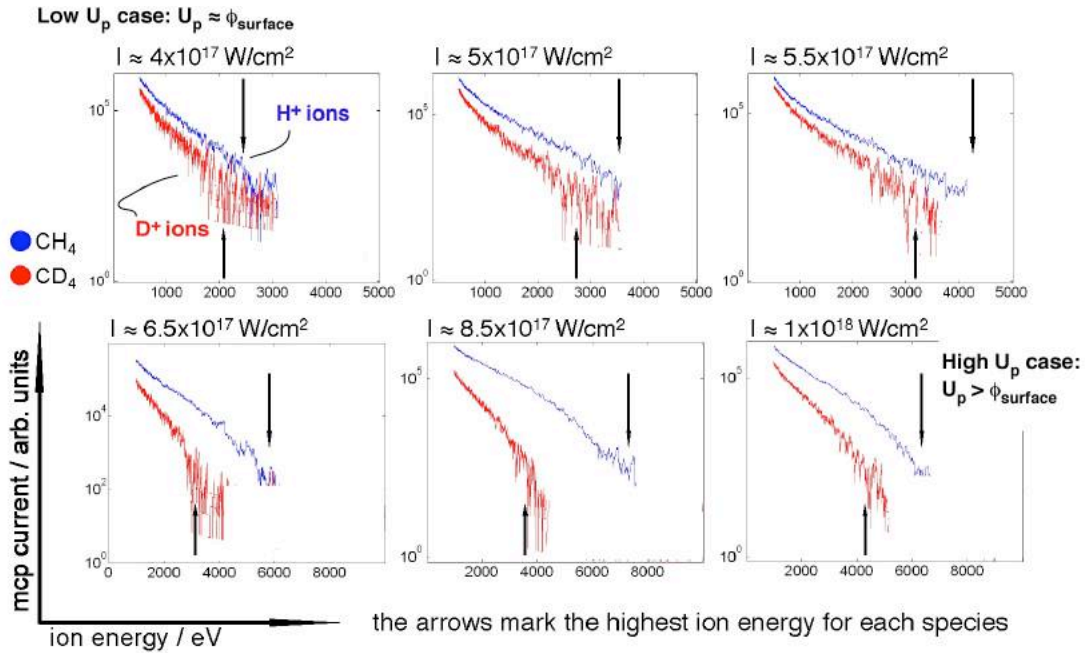 Low Up case: Up ≈ ϕsurface
I ≈ 4x10¹⁷ W/cm²
I ≈ 5x10¹⁷ W/cm²
I ≈ 5.5x10¹⁷ W/cm²
10⁵
H⁺ ions
D⁺ ions
10⁰
1000 2000 3000 4000 5000
10⁵
10⁰
1000 2000 3000 4000 5000
10⁵
10⁰
1000 2000 3000 4000 5000
CH₄
CD₄
I ≈ 6.5x10¹⁷ W/cm²
I ≈ 8.5x10¹⁷ W/cm²
I ≈ 1x10¹⁸ W/cm²
10⁴
10²
10⁰
0 2000 4000 6000 8000
10⁵
10⁰
2000 4000 6000 8000
10⁵
10⁰
2000 4000 6000 8000
High Up case:
Up > ϕsurface
mcp current / arb. units
ion energy / eV
the arrows mark the highest ion energy for each species